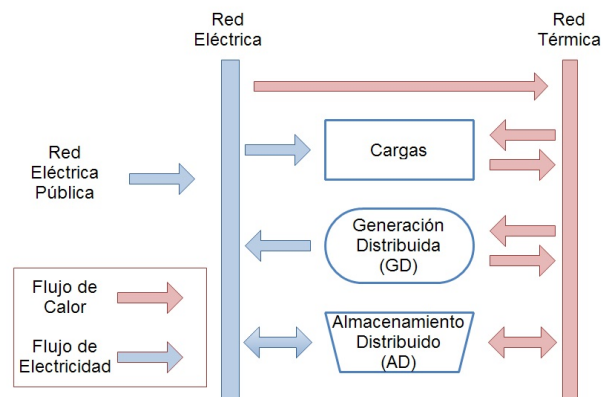 Red
Eléctrica
Red
Térmica
Red
Eléctrica
Pública
Cargas
Generación
Distribuida
(GD)
Flujo de
Calor
Flujo de
Electricidad
Almacenamiento
Distribuido
(AD)